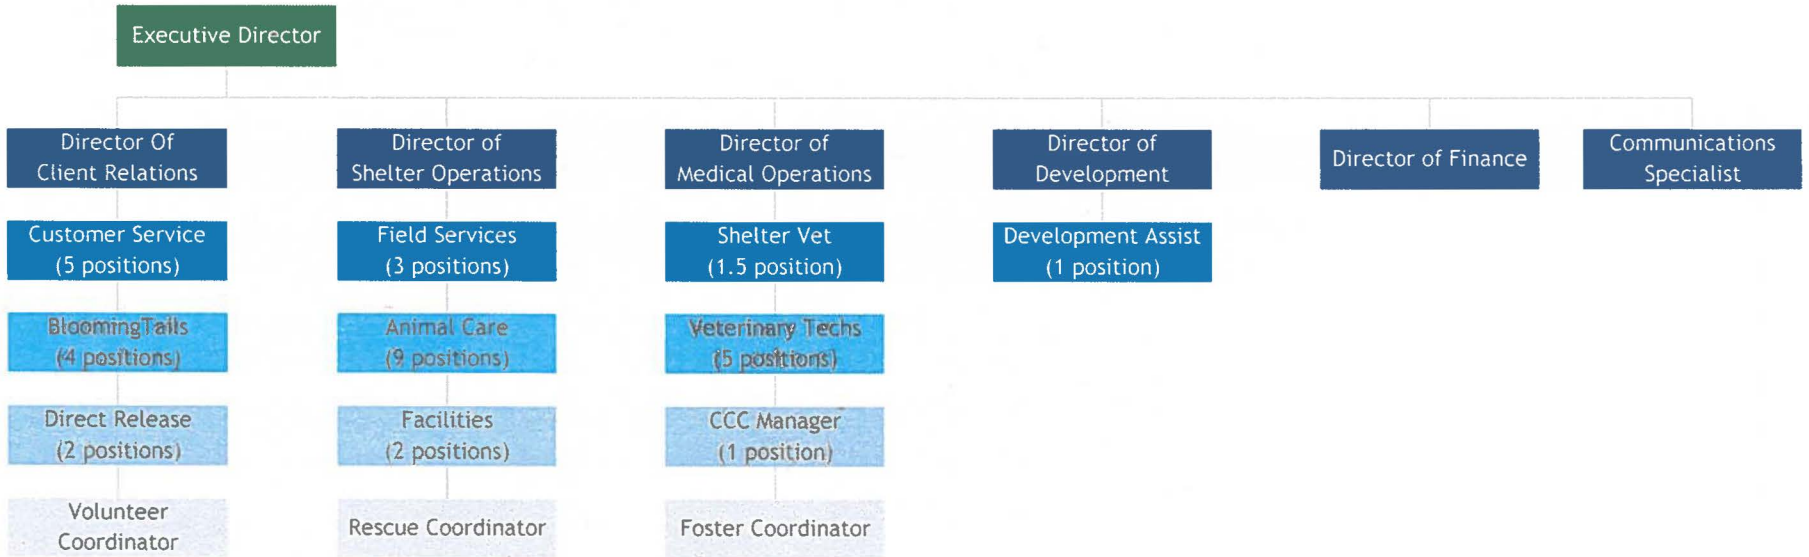 Executive Director
Director Of
Client Relations
Director of
Shelter Operations
Director of
Medical Operations
Director of
Development
Director of Finance
Communications
Specialist
Customer Service
(5 positions)
Field Services
(3 positions)
Shelter Vet
(1.5 position)
Development Assist
(1 position)
BloomingTails
(4 positions)
Animal Care
(9 positions)
Veterinary Techs
(5 positions)
Direct Release
(2 positions)
Facilities
(2 positions)
CCC Manager
(1 position)
Volunteer
Coordinator
Rescue Coordinator
Foster Coordinator